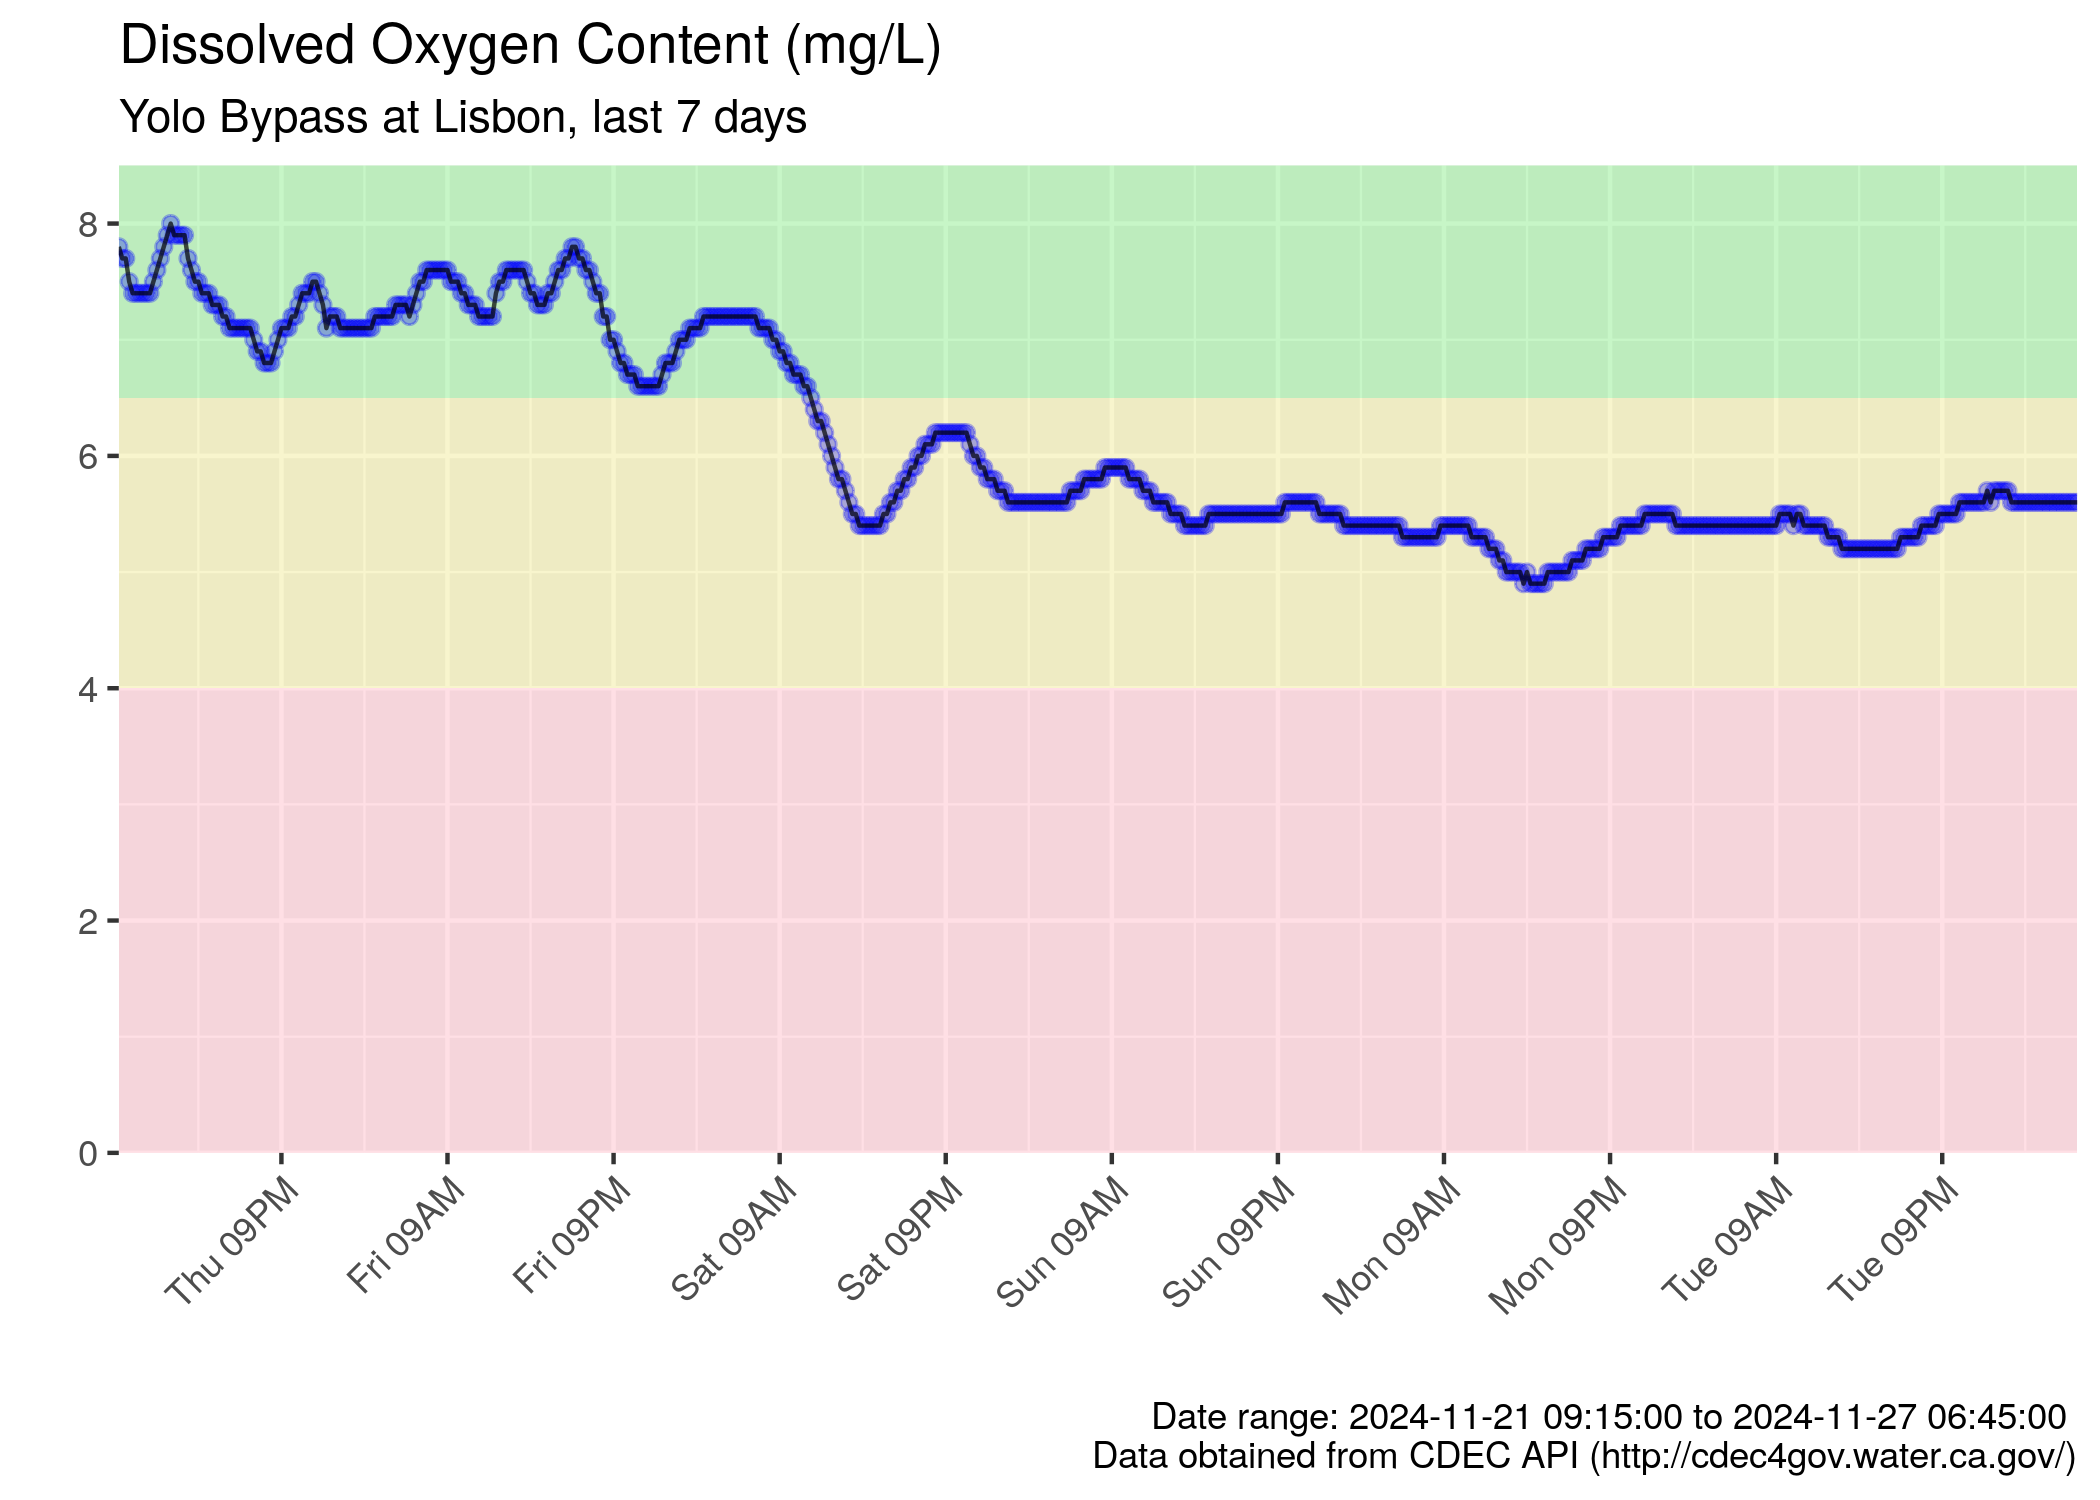 Dissolved Oxygen Content (mg/L)
Yolo Bypass at Lisbon, last 7 days
8
6
4
2
0
Thu 09PM
Fri 09AM
Fri 09PM
Sat 09AM
Sat 09PM
Sun 09AM
Sun 09PM
Mon 09AM
Mon 09PM
Tue 09AM
Tue 09PM
Date range: 2024-11-21 09:15:00 to 2024-11-27 06:45:00
Data obtained from CDEC API (http://cdec4gov.water.ca.gov/)